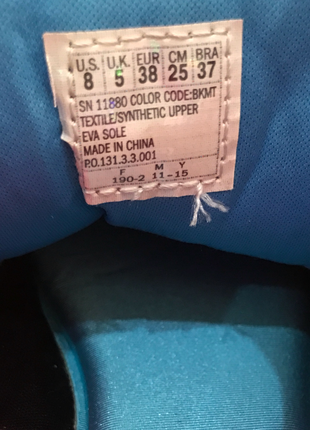 U.S. U.K. EUR CM BRA
8 5 38 25 37
SN 11880 COLOR CODE:BKMT
TEXTILE/SYNTHETIC UPPER
EVA SOLE
MADE IN CHINA
P.O.131.3.3.001
F M Y
190-2 11-15